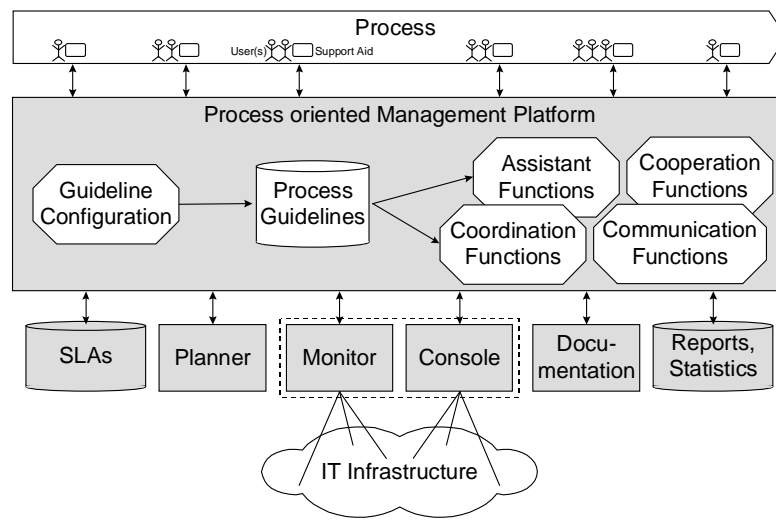 Process
User(s)
Support Aid
Process oriented Management Platform
Guideline
Configuration
Process
Guidelines
Assistant
Functions
Cooperation
Functions
Coordination
Functions
Communication
Functions
SLAs
Planner
Monitor
Console
Docu-
mentation
Reports,
Statistics
IT Infrastructure